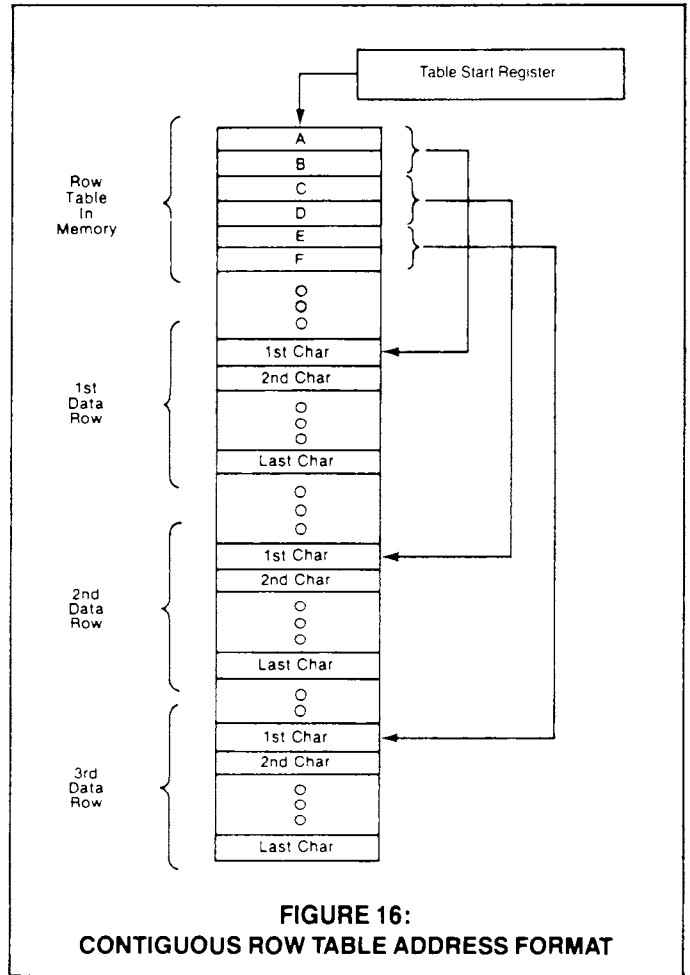 Table Start Register
A
B
C
D
E
F
Row
Table
In
Memory
1st Char
2nd Char
Last Char
1st
Data
Row
1st Char
2nd Char
Last Char
2nd
Data
Row
1st Char
2nd Char
Last Char
3rd
Data
Row
FIGURE 16:
CONTIGUOUS ROW TABLE ADDRESS FORMAT